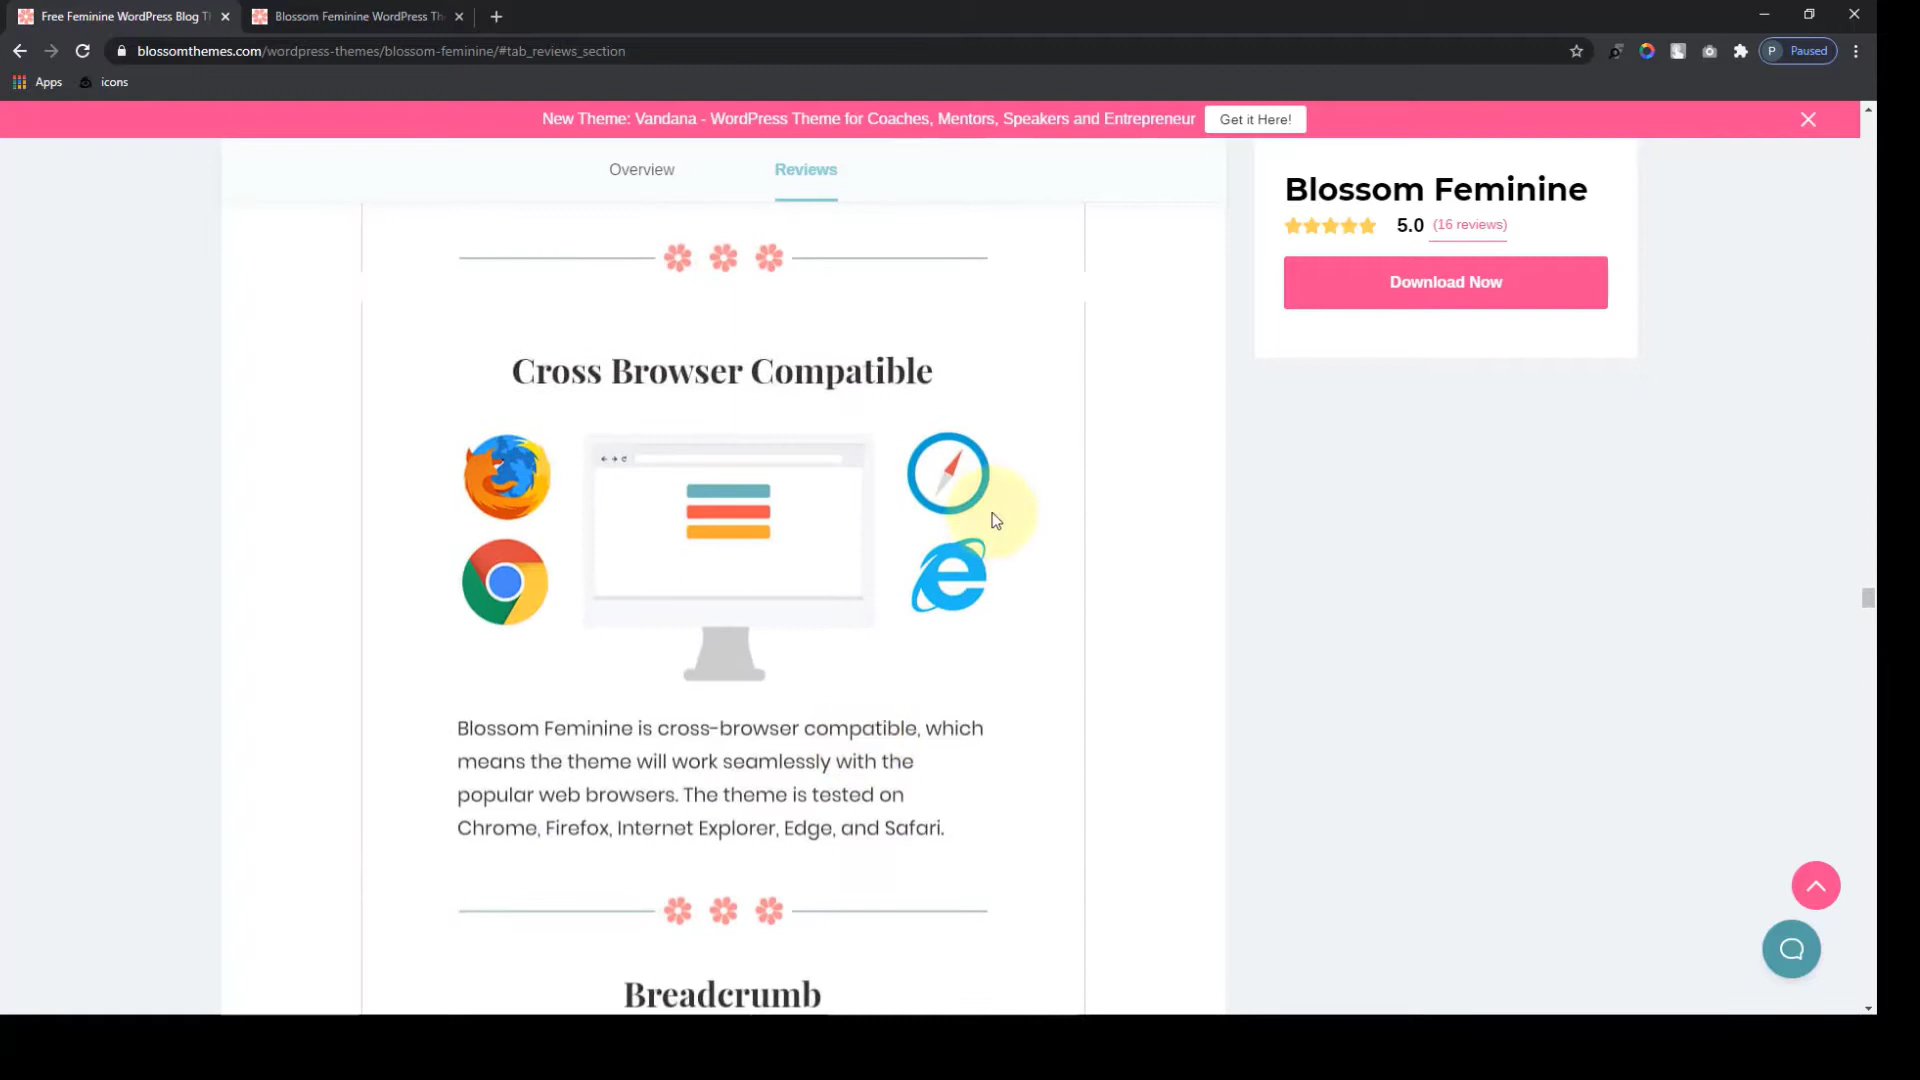 Free Feminine WordPress Blog T
Blossom Feminine WordPress Th
blossomthemes.com/wordpress-themes/blossom-feminine/#tab_reviews_section
P Paused
Apps
icons
New Theme: Vandana - WordPress Theme for Coaches, Mentors, Speakers and Entrepreneur
Get it Here!
Overview
Reviews
Blossom Feminine
5.0 (16 reviews)
Download Now
Cross Browser Compatible
Blossom Feminine is cross-browser compatible, which
means the theme will work seamlessly with the
popular web browsers. The theme is tested on
Chrome, Firefox, Internet Explorer, Edge, and Safari.
Breadcrumb